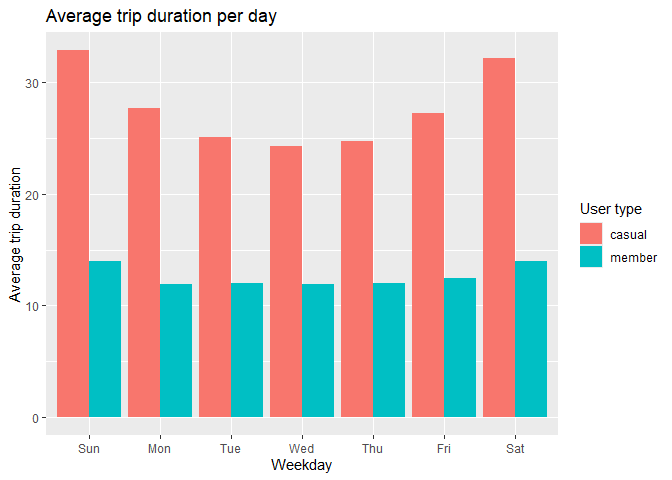 Average trip duration per day
Average trip duration
30
20
10
0
Sun Mon Tue Wed Thu Fri Sat
Weekday
User type
casual
member